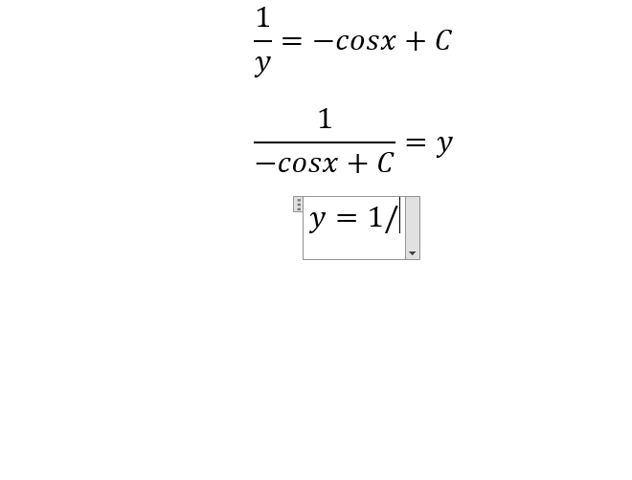 1/y = −cosx + C
1/(−cosx + C) = y
y = 1/